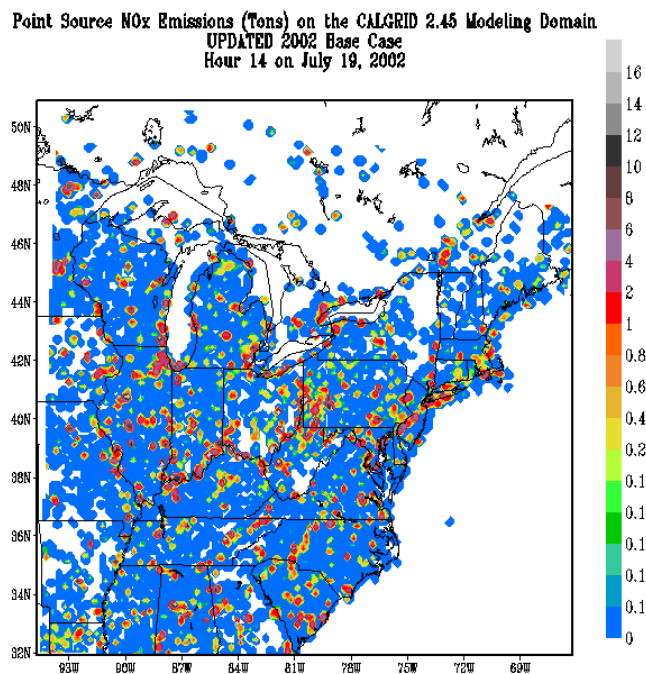 Point Source NOx Emissions (Tons) on the CALGRID 2.45 Modeling Domain
UPDATED 2002 Base Case
Hour 14 on July 19, 2002
16
14
12
10
8
6
4
2
1
0.8
0.6
0.4
0.2
0.1
0.1
0.1
0.1
0
50N
48N
46N
44N
42N
40N
38N
36N
34N
32N
93W
90W
87W
84W
81W
78W
75W
72W
69W